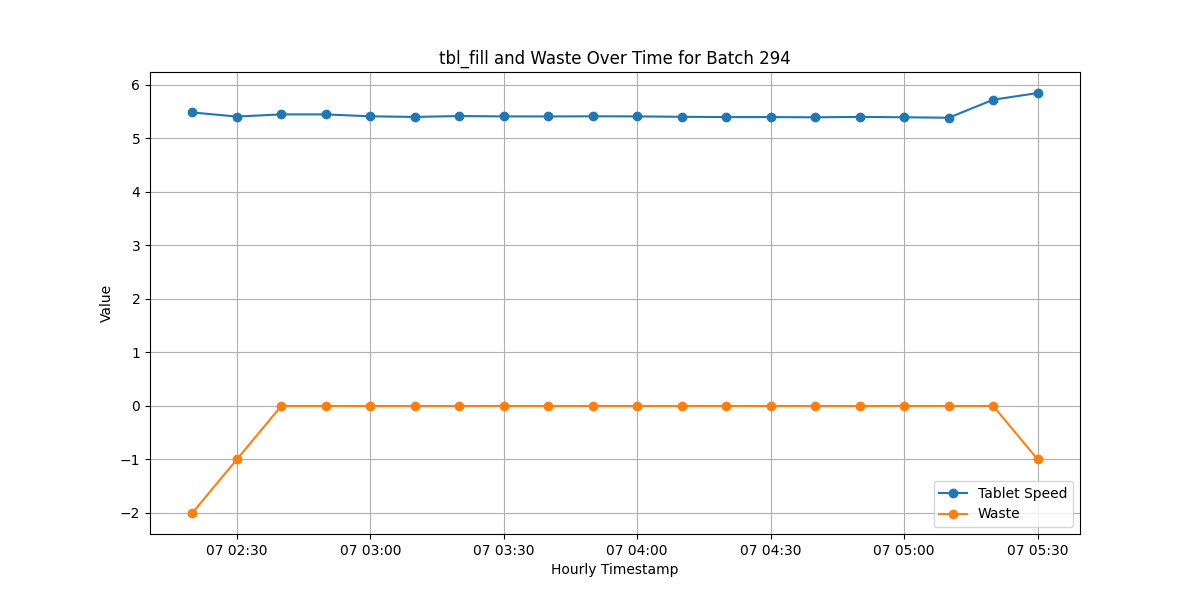 tbl_fill and Waste Over Time for Batch 294
6
5
4
3
2
1
0
−1
−2
Value
Tablet Speed
Waste
07 02:30 07 03:00 07 03:30 07 04:00 07 04:30 07 05:00 07 05:30
Hourly Timestamp